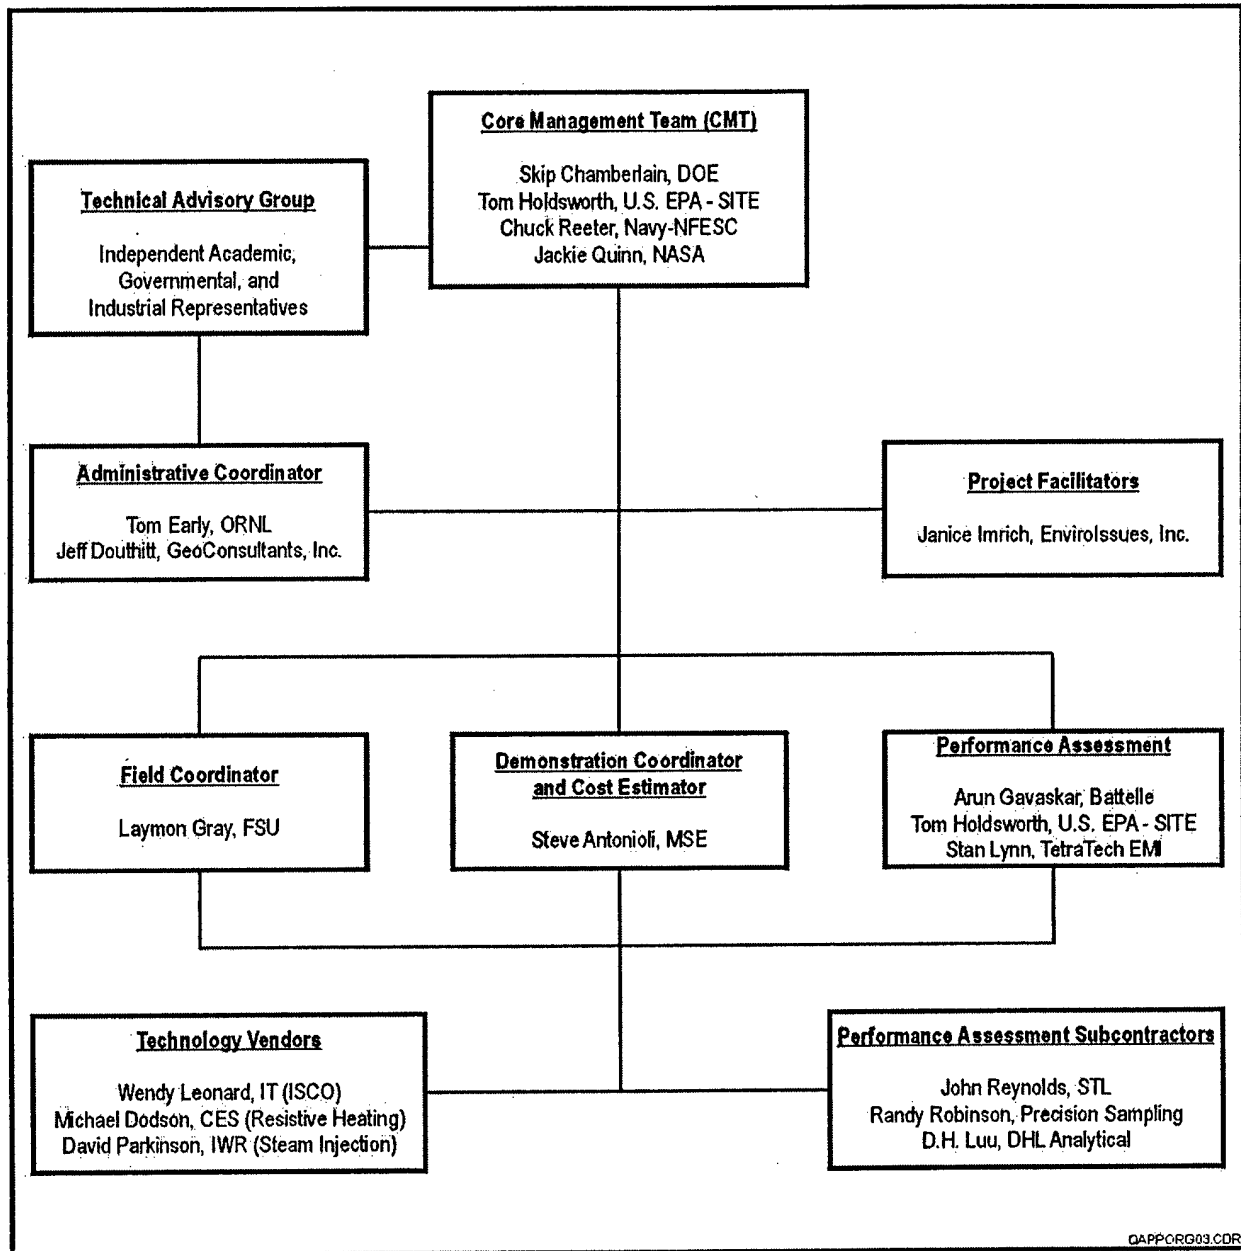 Core Management Team (CMT)
Skip Chamberlain, DOE
Tom Holdsworth, U.S. EPA - SITE
Chuck Reeter, Navy-NFESC
Jackie Quinn, NASA
Technical Advisory Group
Independent Academic,
Governmental, and
Industrial Representatives
Administrative Coordinator
Tom Early, ORNL
Jeff Douthitt, GeoConsultants, Inc.
Project Facilitators
Janice Imrich, EnviroIssues, Inc.
Field Coordinator
Laymon Gray, FSU
Demonstration Coordinator
and Cost Estimator
Steve Antonioli, MSE
Performance Assessment
Arun Gavaskar, Battelle
Tom Holdsworth, U.S. EPA - SITE
Stan Lynn, TetraTech EMI
Technology Vendors
Wendy Leonard, IT (ISCO)
Michael Dodson, CES (Resistive Heating)
David Parkinson, IWR (Steam Injection)
Performance Assessment Subcontractors
John Reynolds, STL
Randy Robinson, Precision Sampling
D.H. Luu, DHL Analytical
QAPPORG03.CDR